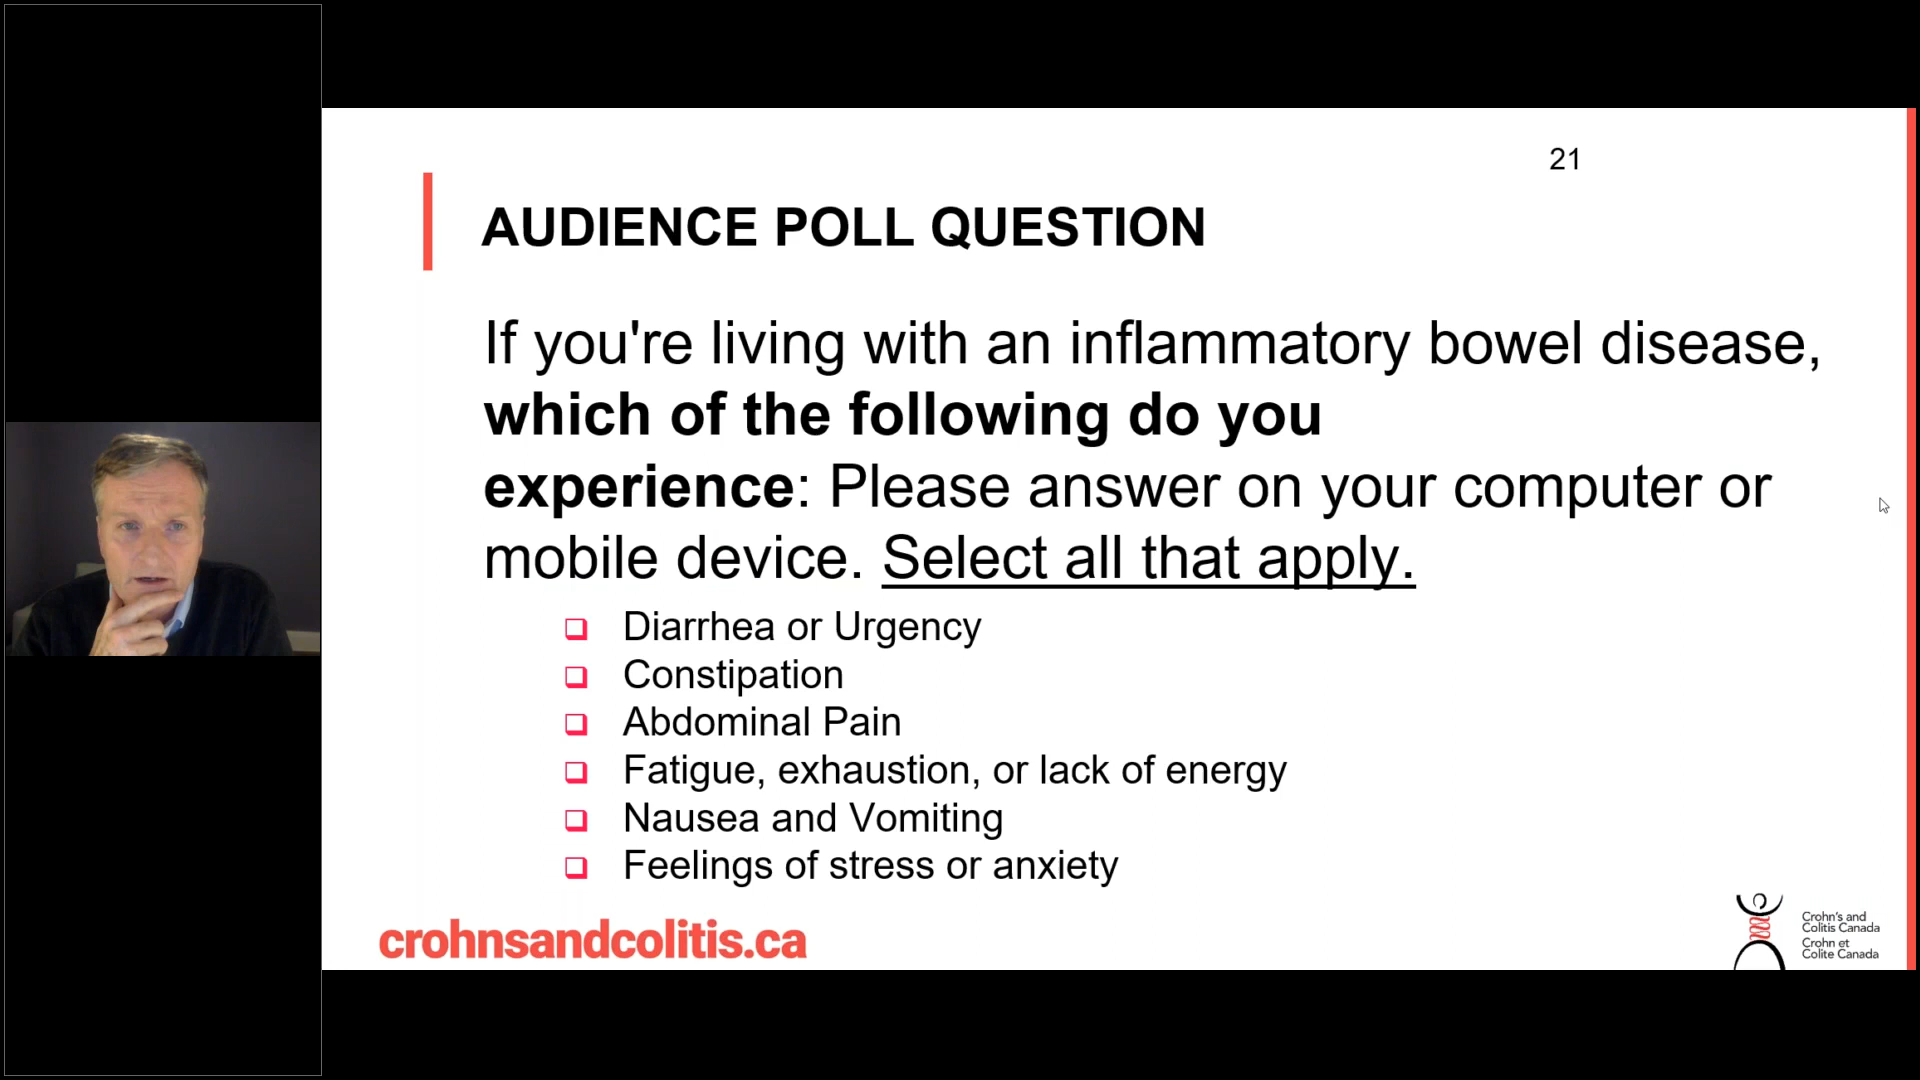 21
AUDIENCE POLL QUESTION
If you're living with an inflammatory bowel disease,
which of the following do you
experience: Please answer on your computer or
mobile device. Select all that apply.
Diarrhea or Urgency
Constipation
Abdominal Pain
Fatigue, exhaustion, or lack of energy
Nausea and Vomiting
Feelings of stress or anxiety
crohnsandcolitis.ca
Crohn's and
Colitis Canada
Crohn et
Colite Canada